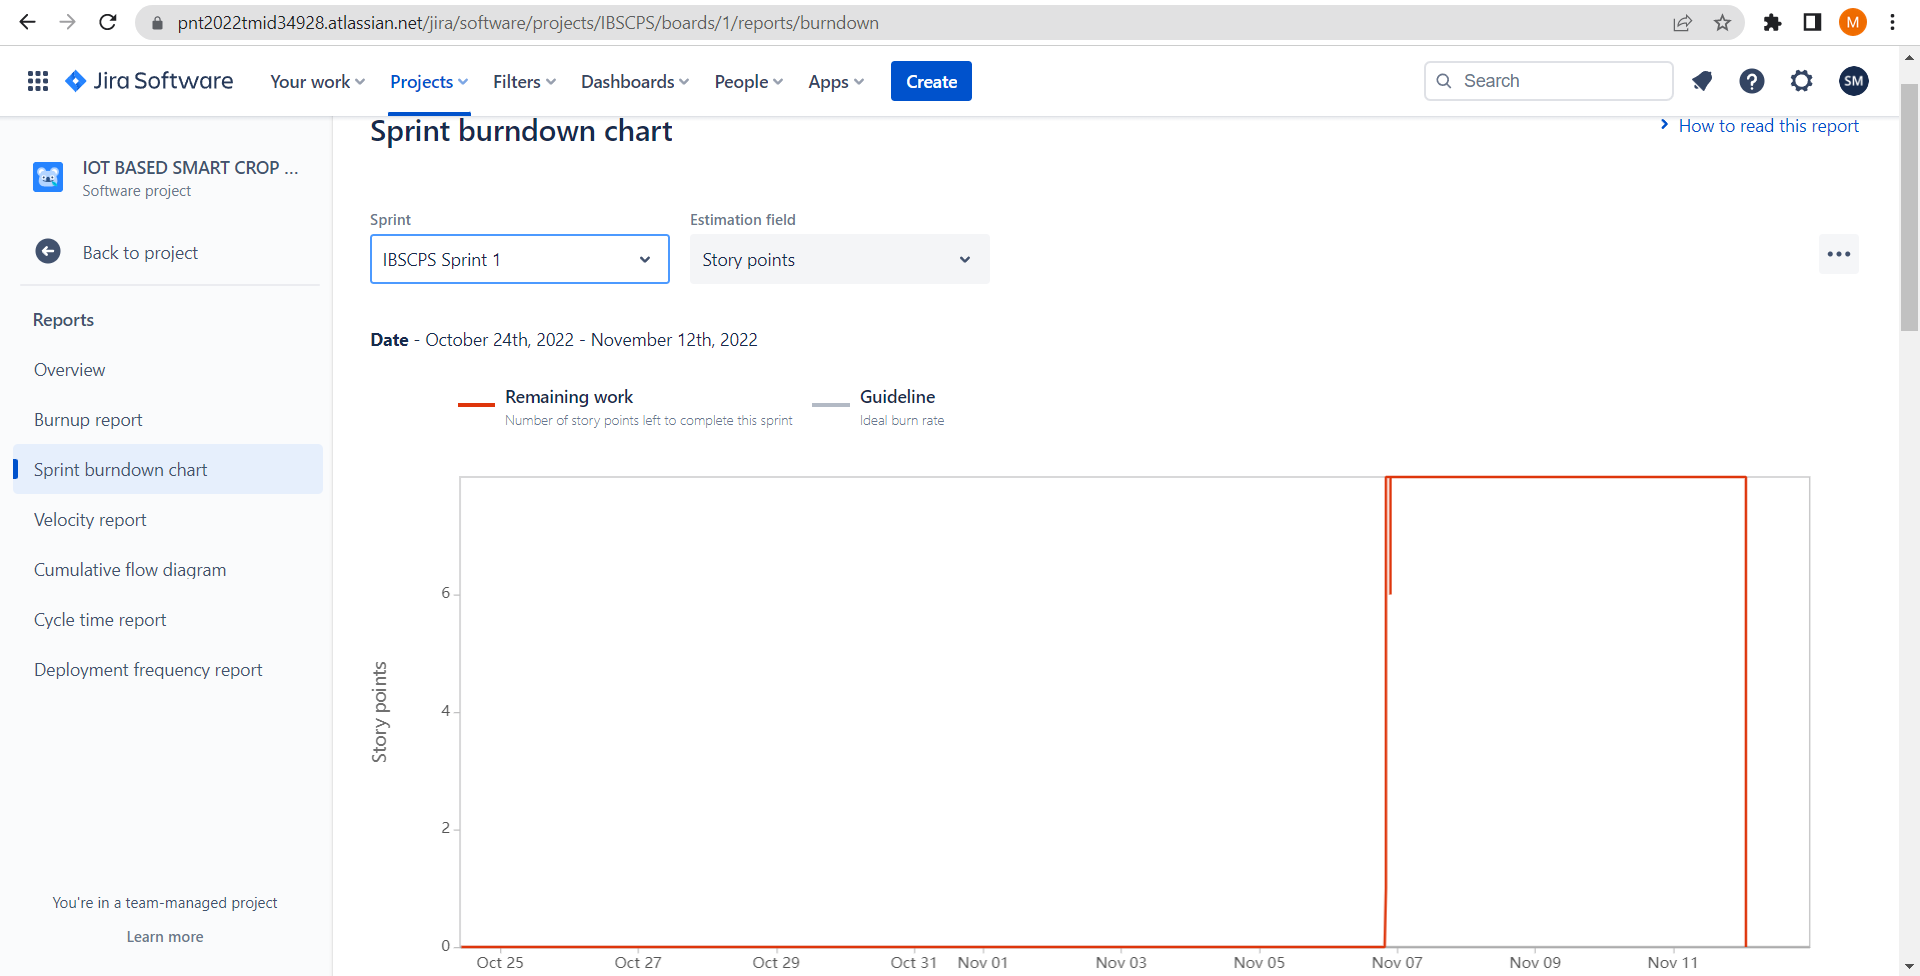 pnt2022tmid34928.atlassian.net/jira/software/projects/IBSCPS/boards/1/reports/burndown
M
Jira Software
Your work
Projects
Filters
Dashboards
People
Apps
Create
Search
?
SM
Sprint burndown chart
How to read this report
IOT BASED SMART CROP ...
Software project
Back to project
Reports
Overview
Burnup report
Sprint burndown chart
Velocity report
Cumulative flow diagram
Cycle time report
Deployment frequency report
You're in a team-managed project
Learn more
Sprint
Estimation field
IBSCPS Sprint 1
Story points
Date - October 24th, 2022 - November 12th, 2022
Remaining work
Number of story points left to complete this sprint
Guideline
Ideal burn rate
Story points
6
4
2
0
Oct 25
Oct 27
Oct 29
Oct 31
Nov 01
Nov 03
Nov 05
Nov 07
Nov 09
Nov 11